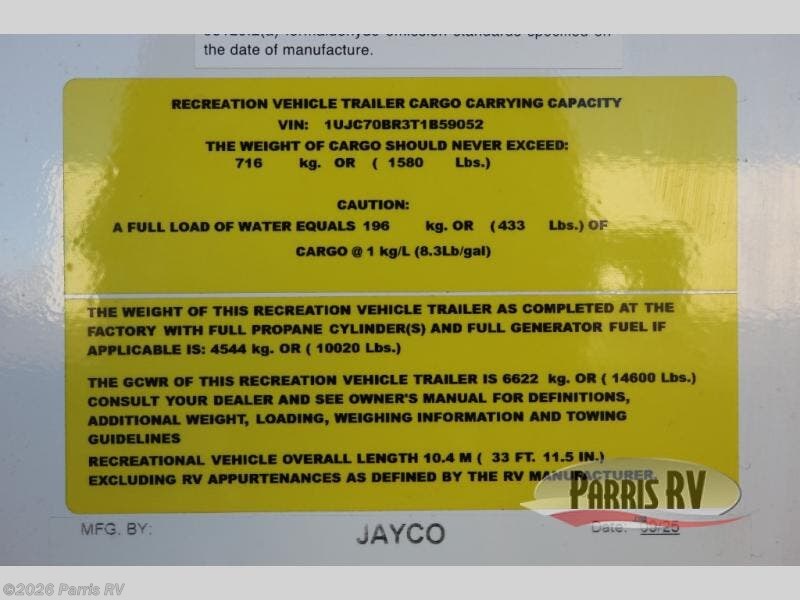 the date of manufacture.
RECREATION VEHICLE TRAILER CARGO CARRYING CAPACITY
VIN: 1UJC70BR3T1B59052
THE WEIGHT OF CARGO SHOULD NEVER EXCEED:
716 kg. OR ( 1580 Lbs.)
CAUTION:
A FULL LOAD OF WATER EQUALS 196 kg. OR (433 Lbs.) OF
CARGO @ 1 kg/L (8.3Lb/gal)
THE WEIGHT OF THIS RECREATION VEHICLE TRAILER AS COMPLETED AT THE
FACTORY WITH FULL PROPANE CYLINDER(S) AND FULL GENERATOR FUEL IF
APPLICABLE IS: 4544 kg. OR ( 10020 Lbs.)
THE GCWR OF THIS RECREATION VEHICLE TRAILER IS 6622 kg. OR ( 14600 Lbs.)
CONSULT YOUR DEALER AND SEE OWNER'S MANUAL FOR DEFINITIONS,
ADDITIONAL WEIGHT, LOADING, WEIGHING INFORMATION AND TOWING
GUIDELINES
RECREATIONAL VEHICLE OVERALL LENGTH 10.4 M ( 33 FT. 11.5 IN.)
EXCLUDING RV APPURTENANCES AS DEFINED BY THE RV MANUFACTURER.
PARRIS RV
MFG. BY: JAYCO Date:
©2026 Parris RV